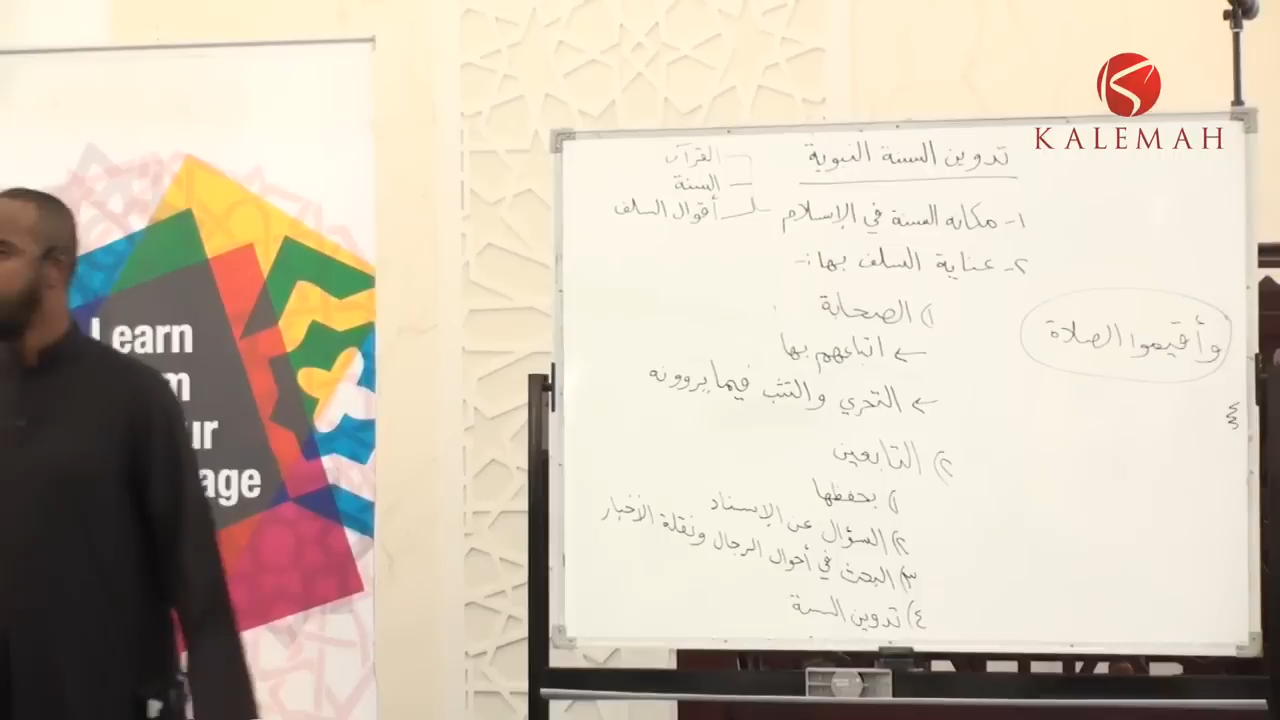 KALEMAH
تدوين السنة النبوية
القرآن
السنة
أقوال السلف
١- مكانه السنة في الإسلام
٢- عناية السلف بها:-
١) الصحابة
← اتباعهم بها
← التحري والتثبت فيما يروونه
٢) التابعين
١) بحفظها
٢) السؤال عن الإسناد
٣) البحث في أحوال الرجال ونقلة الأخبار
٤) تدوين السنة
وأقيموا الصلاة
Learn